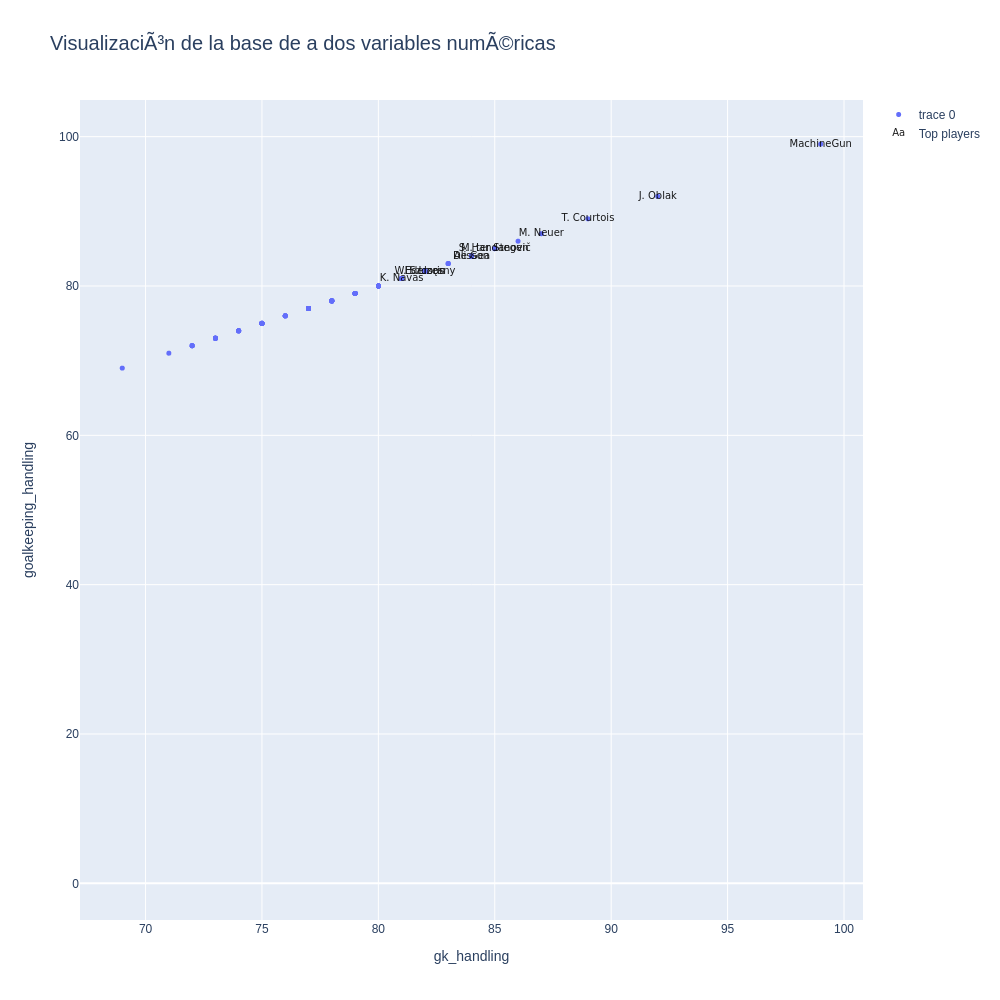 VisualizaciÃ³n de la base de a dos variables numÃ©ricas
trace 0
Aa Top players
MachineGun
J. Oblak
T. Courtois
M. Neuer
K. Navas
100
80
60
40
20
0
goalkeeping_handling
70 75 80 85 90 95 100
gk_handling